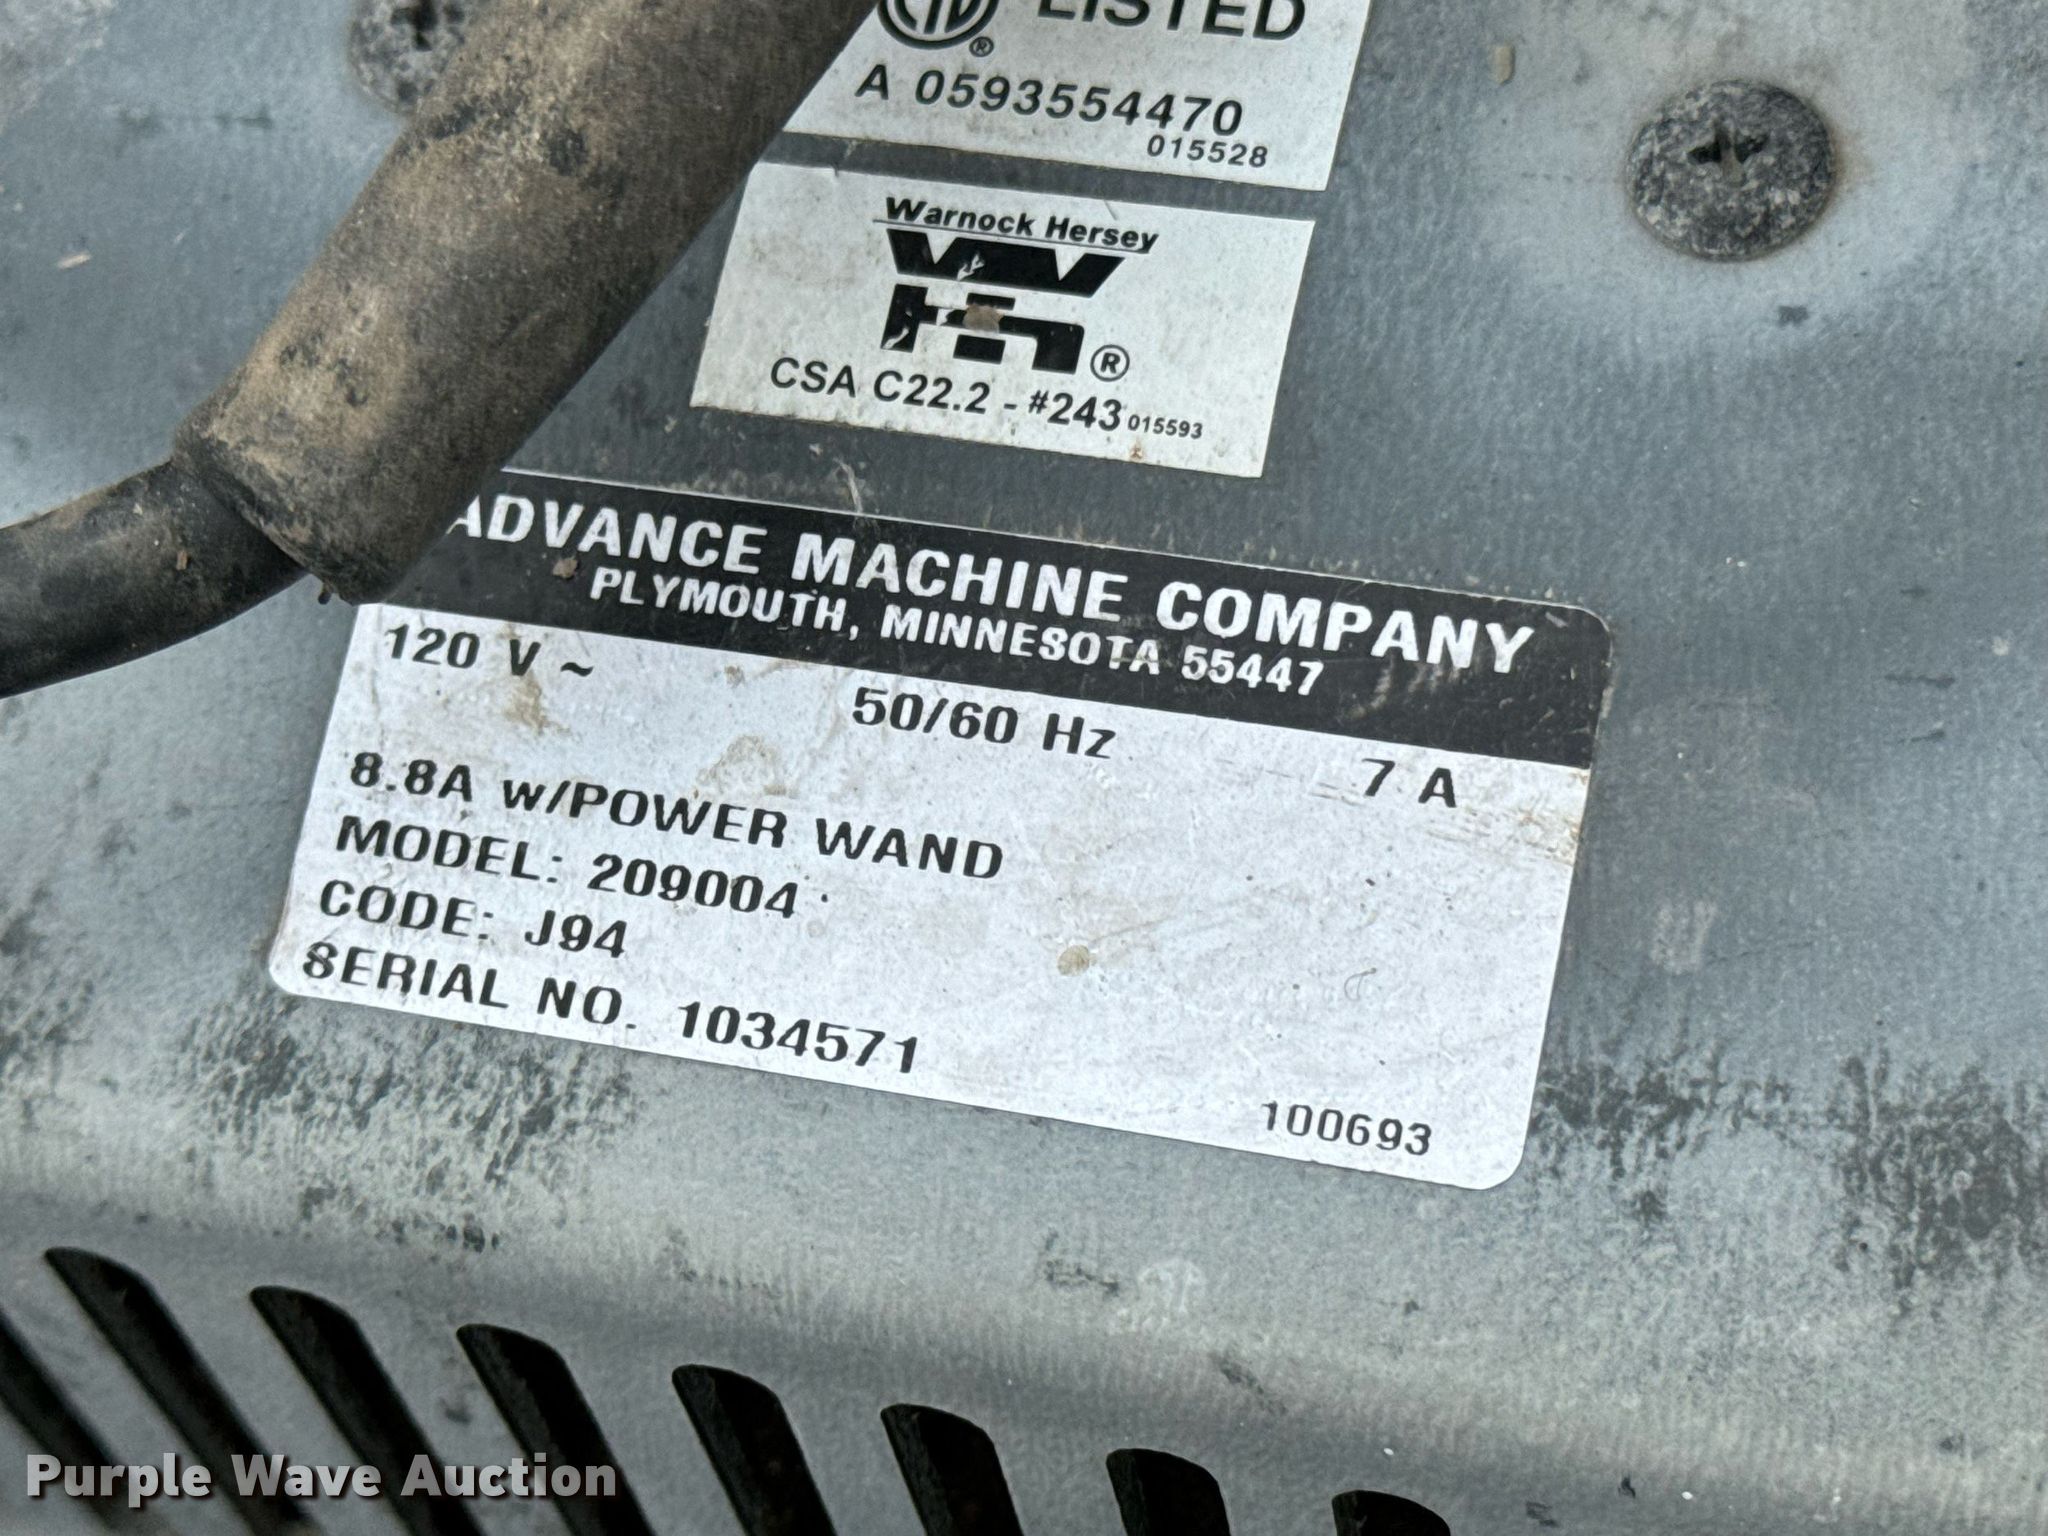 LISTED
®
A 0593554470
015528
Warnock Hersey
WH ®
CSA C22.2 - #243 015593
ADVANCE MACHINE COMPANY
PLYMOUTH, MINNESOTA 55447
120 V ~ 50/60 Hz 7 A
8.8A w/POWER WAND
MODEL: 209004
CODE: J94
SERIAL NO. 1034571
100693
Purple Wave Auction